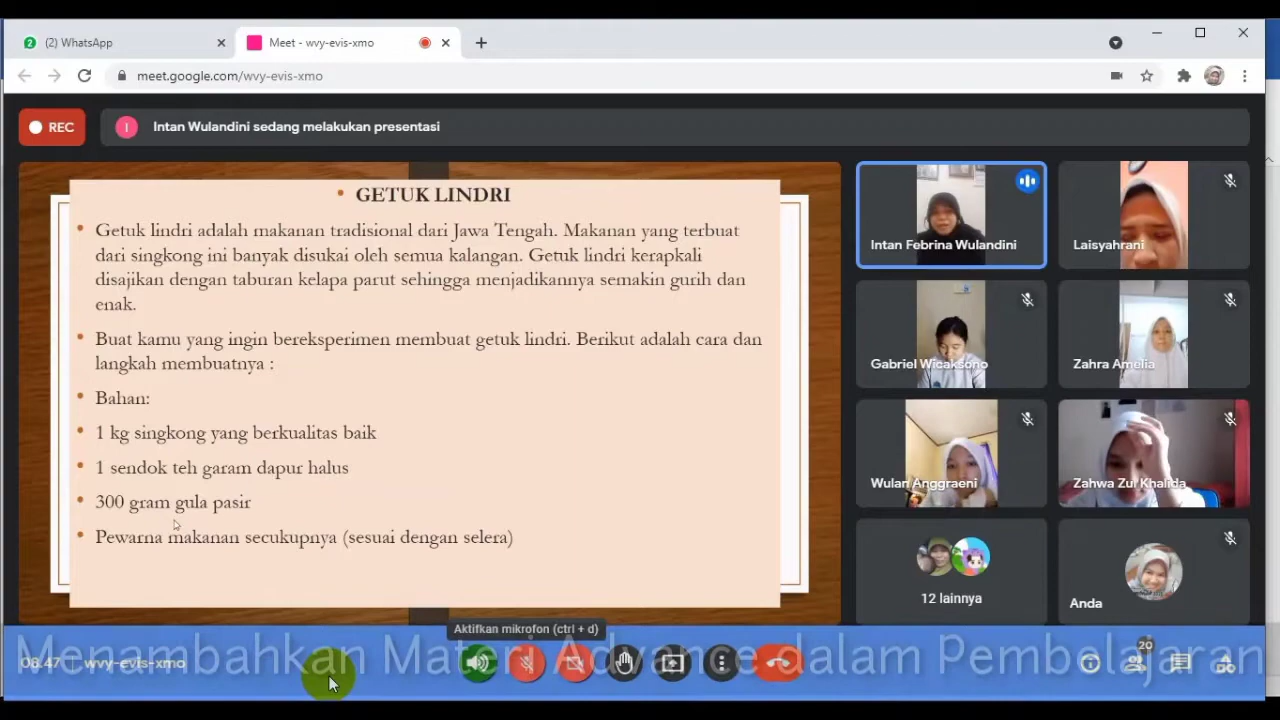 (2) WhatsApp
Meet - wvy-evis-xmo
meet.google.com/wvy-evis-xmo
REC
Intan Wulandini sedang melakukan presentasi
• GETUK LINDRI
• Getuk lindri adalah makanan tradisional dari Jawa Tengah. Makanan yang terbuat
dari singkong ini banyak disukai oleh semua kalangan. Getuk lindri kerapkali
disajikan dengan taburan kelapa parut sehingga menjadikannya semakin gurih dan
enak.
• Buat kamu yang ingin bereksperimen membuat getuk lindri. Berikut adalah cara dan
langkah membuatnya :
• Bahan:
• 1 kg singkong yang berkualitas baik
• 1 sendok teh garam dapur halus
• 300 gram gula pasir
• Pewarna makanan secukupnya (sesuai dengan selera)
Intan Febrina Wulandini
Laisyahrani
Gabriel Wicaksono
Zahra Amelia
Wulan Anggraeni
Zahwa Zul Khalida
12 lainnya
Anda
Aktifkan mikrofon (ctrl + d)
Menambahkan Materi Advance dalam Pembelajaran
08.47
wvy-evis-xmo
20